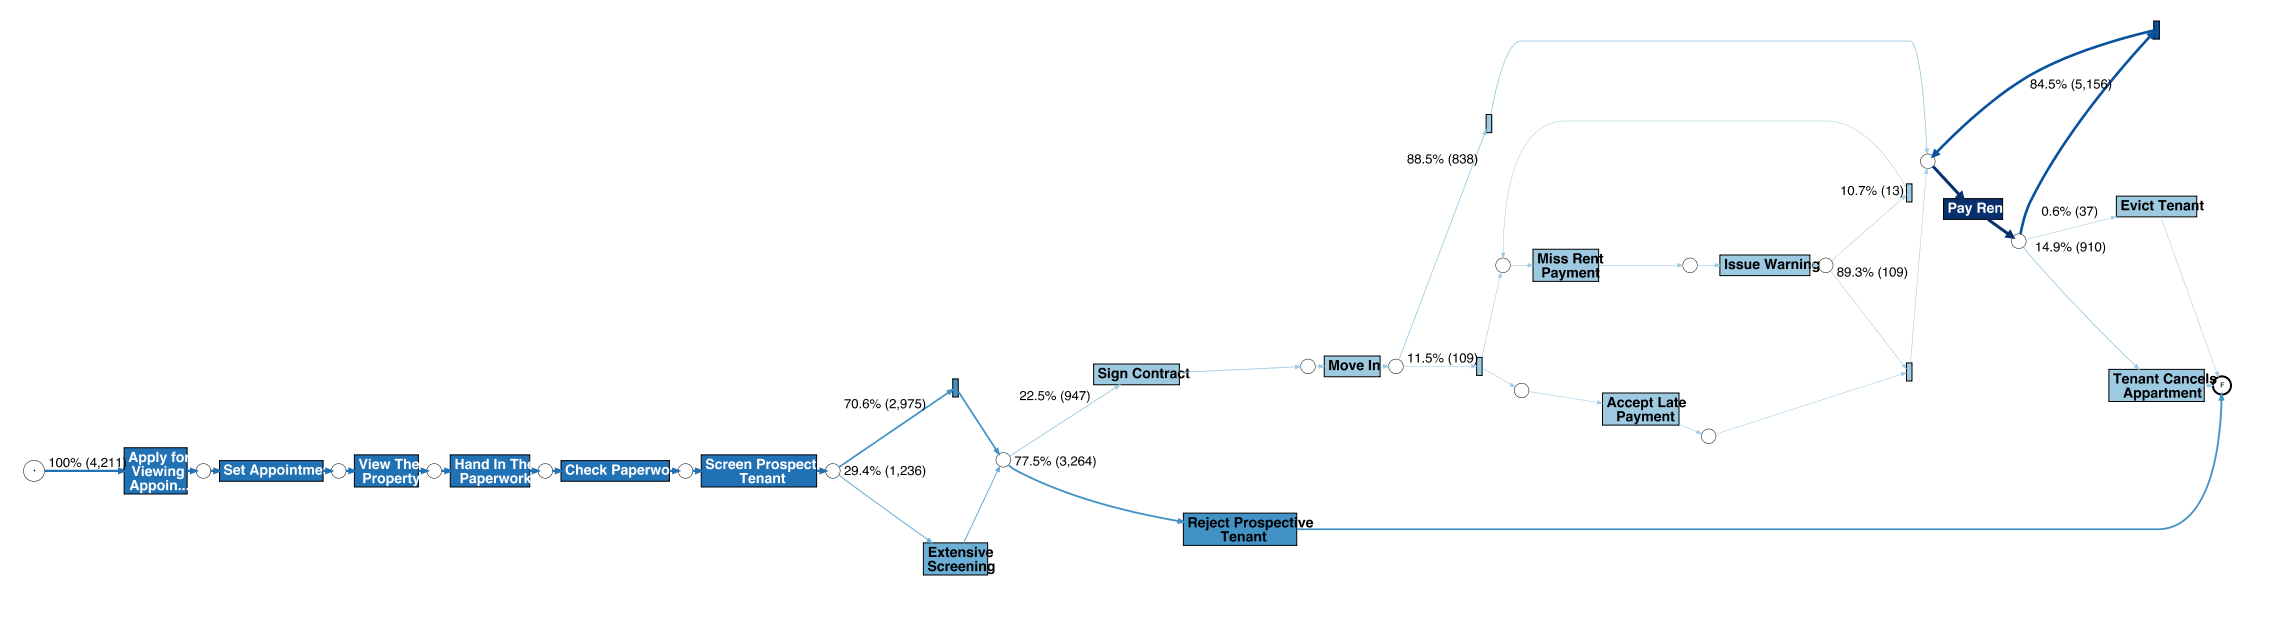 100% (4,211)
Apply for
Viewing
Appoin...
Set Appointme
View The
Property
Hand In The
Paperwork
Check Paperwo
Screen Prospect
Tenant
70.6% (2,975)
29.4% (1,236)
Extensive
Screening
22.5% (947)
77.5% (3,264)
Sign Contract
Reject Prospective
Tenant
Move In
88.5% (838)
11.5% (109)
Miss Rent
Payment
Issue Warning
Accept Late
Payment
10.7% (13)
89.3% (109)
Pay Ren
84.5% (5,156)
0.6% (37)
14.9% (910)
Evict Tenant
Tenant Cancels
Appartment
F